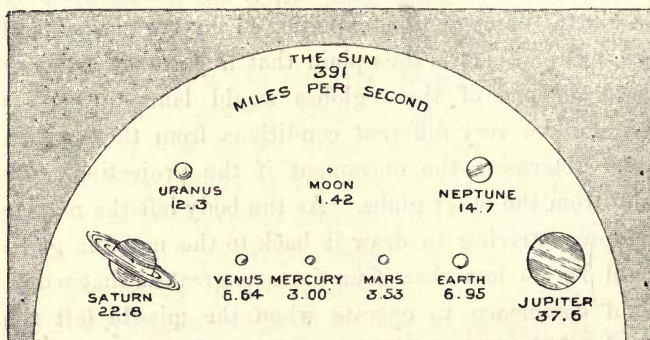 THE SUN
391
MILES PER SECOND
URANUS
12.3
MOON
1.42
NEPTUNE
14.7
SATURN
22.8
VENUS
6.64
MERCURY
3.00
MARS
3.53
EARTH
6.95
JUPITER
37.6